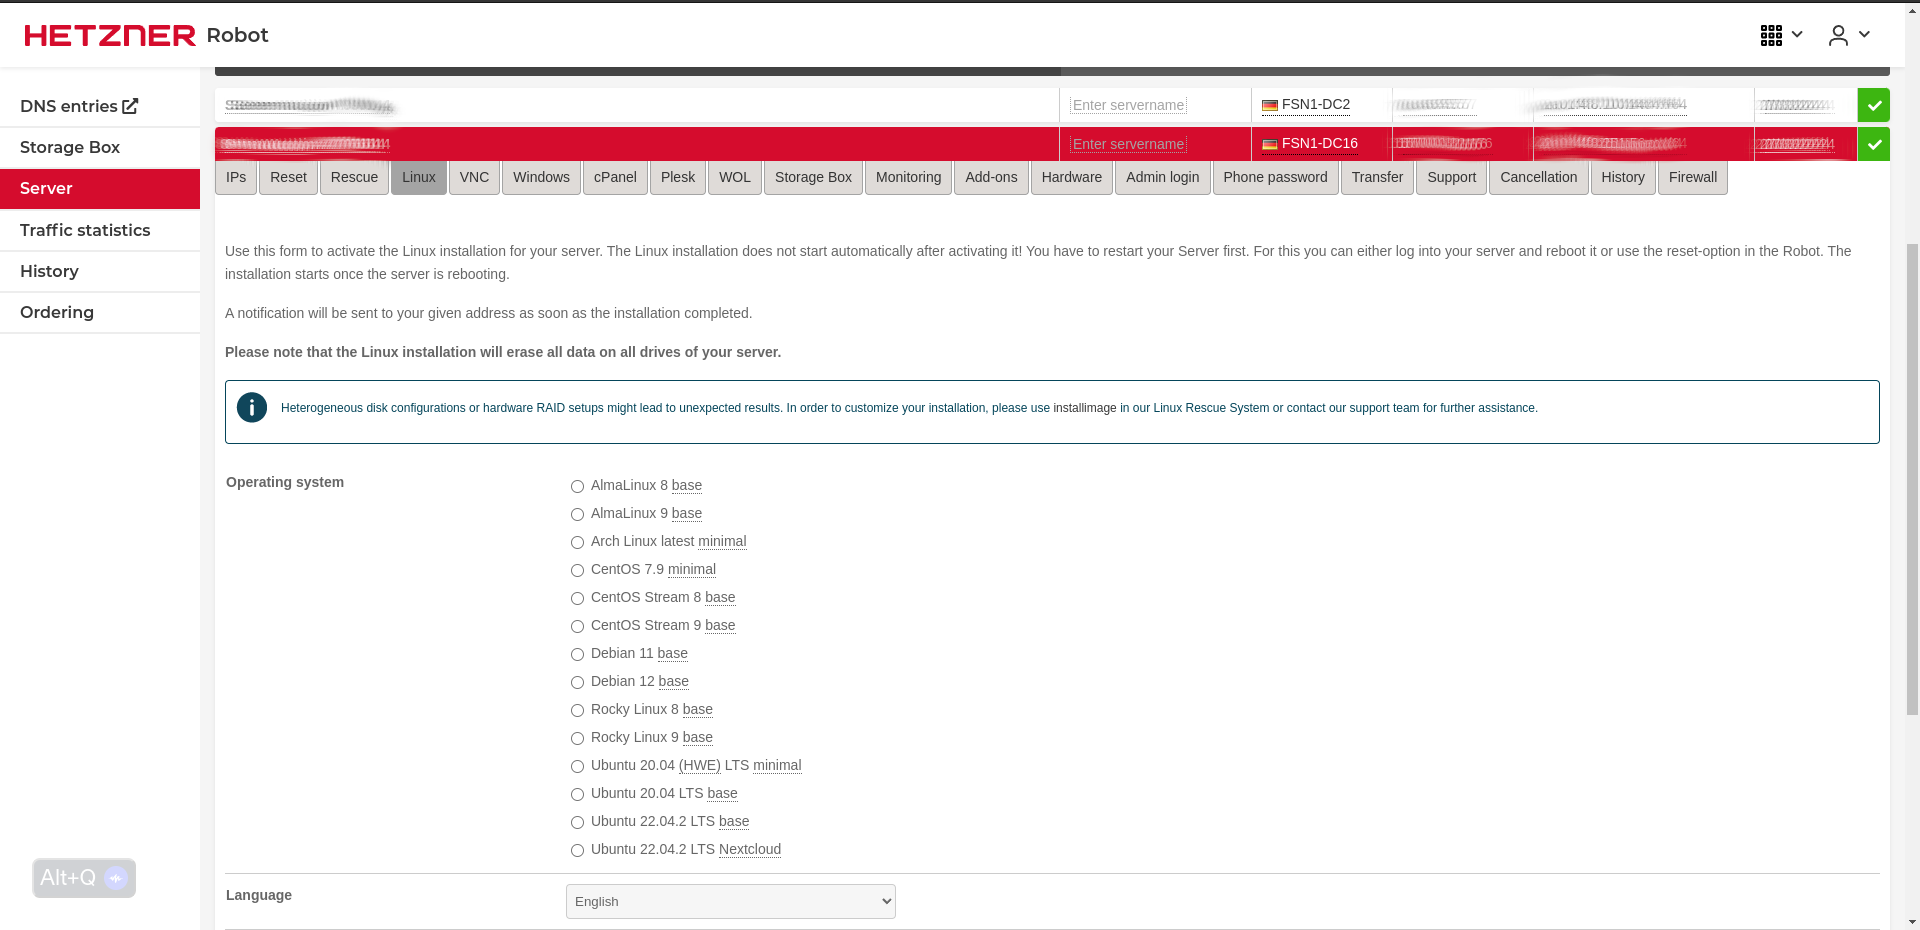 HETZNER Robot
DNS entries
Storage Box
Server
Traffic statistics
History
Ordering
Enter servername FSN1-DC2
Enter servername FSN1-DC16
IPs Reset Rescue Linux VNC Windows cPanel Plesk WOL Storage Box Monitoring Add-ons Hardware Admin login Phone password Transfer Support Cancellation History Firewall
Use this form to activate the Linux installation for your server. The Linux installation does not start automatically after activating it! You have to restart your Server first. For this you can either log into your server and reboot it or use the reset-option in the Robot. The
installation starts once the server is rebooting.
A notification will be sent to your given address as soon as the installation completed.
Please note that the Linux installation will erase all data on all drives of your server.
Heterogeneous disk configurations or hardware RAID setups might lead to unexpected results. In order to customize your installation, please use installimage in our Linux Rescue System or contact our support team for further assistance.
Operating system
AlmaLinux 8 base
AlmaLinux 9 base
Arch Linux latest minimal
CentOS 7.9 minimal
CentOS Stream 8 base
CentOS Stream 9 base
Debian 11 base
Debian 12 base
Rocky Linux 8 base
Rocky Linux 9 base
Ubuntu 20.04 (HWE) LTS minimal
Ubuntu 20.04 LTS base
Ubuntu 22.04.2 LTS base
Ubuntu 22.04.2 LTS Nextcloud
Language
English
Alt+Q